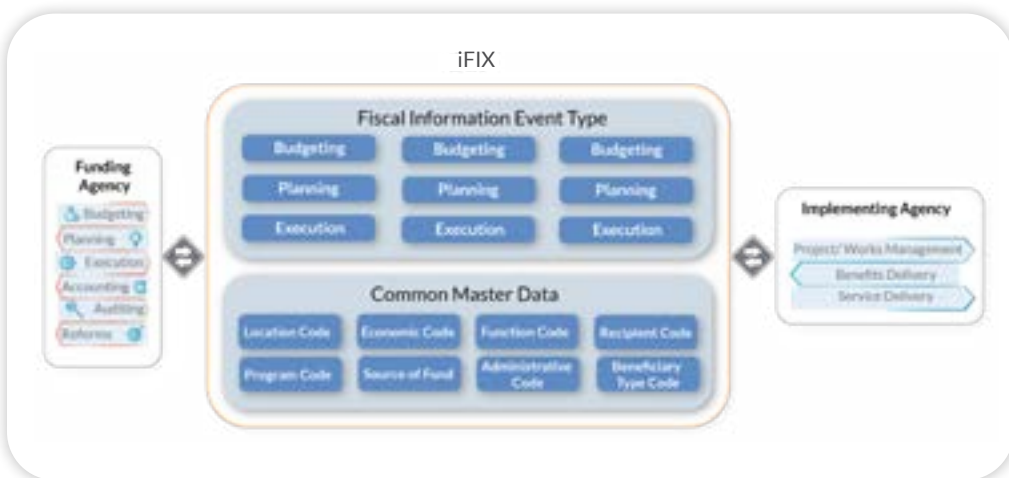 iFIX
Funding
Agency
Budgeting
Planning
Execution
Accounting
Auditing
Reforms
Fiscal Information Event Type
Budgeting Budgeting Budgeting
Planning Planning Planning
Execution Execution Execution
Common Master Data
Location Code Economic Code Function Code Recipient Code
Program Code Source of Fund Administrative
Code Beneficiary
Type Code
Implementing Agency
Project/ Works Management
Benefits Delivery
Service Delivery